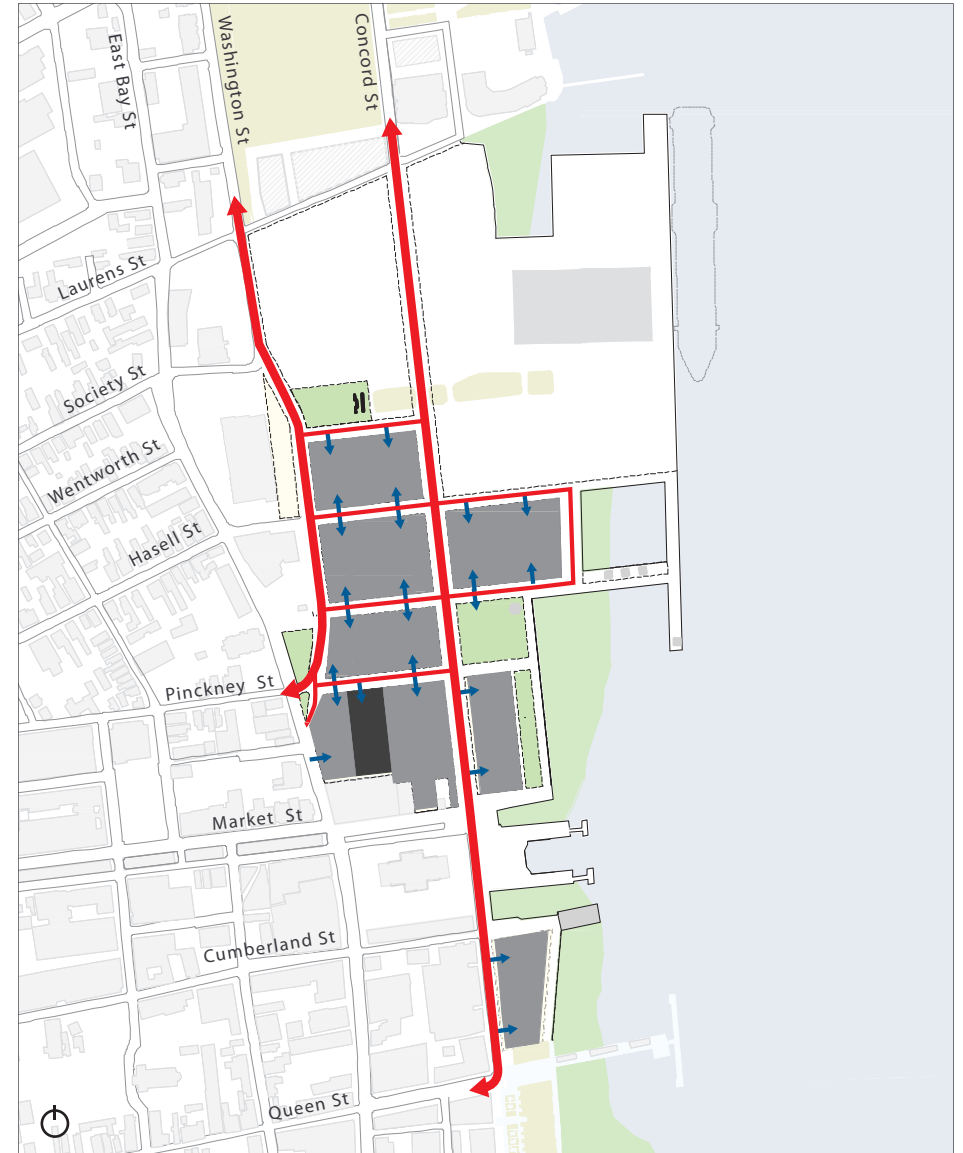 East Bay St
Washington St
Concord St
Laurens St
Society St
Wentworth St
Hasell St
Pinckney St
Market St
Cumberland St
Queen St